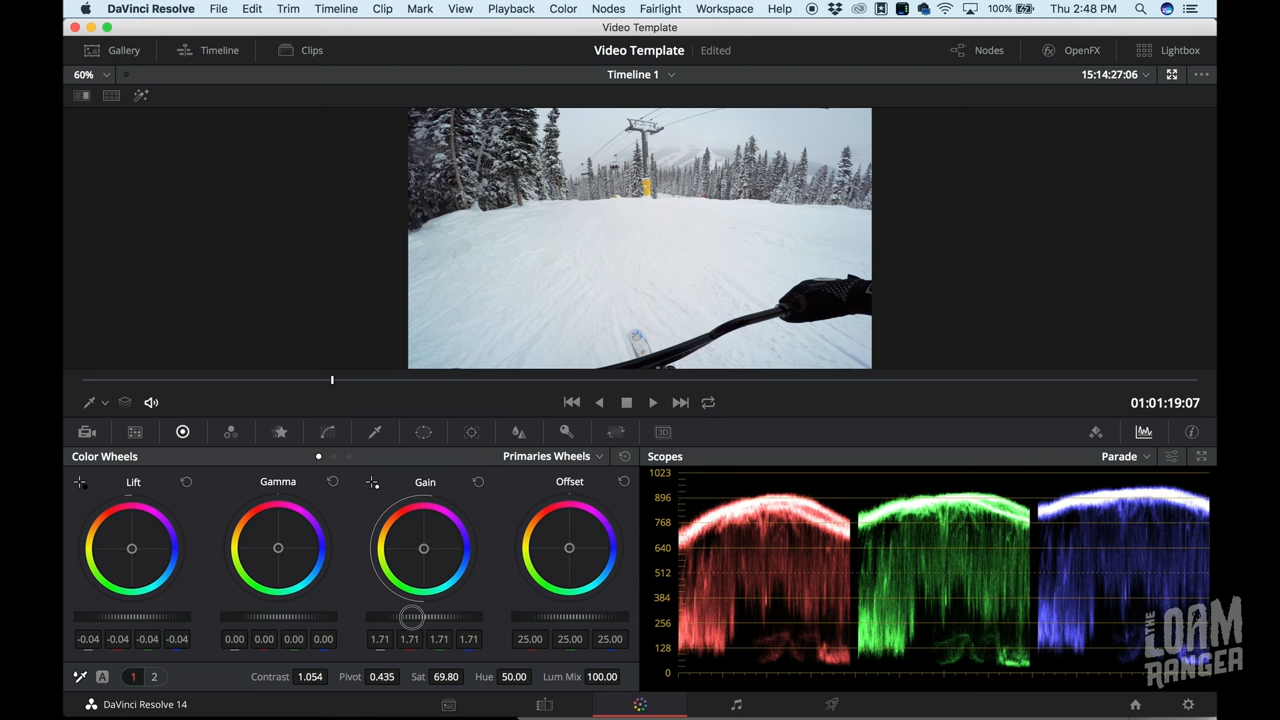 DaVinci Resolve File Edit Trim Timeline Clip Mark View Playback Color Nodes Fairlight Workspace Help 100% Thu 2:48 PM
Video Template
Gallery Timeline Clips Video Template Edited Nodes OpenFX Lightbox
60% Timeline 1 15:14:27:06
01:01:19:07
Color Wheels Primaries Wheels Scopes Parade
Lift Gamma Gain Offset
1023
896
768
640
512
384
256
128
0
-0.04 -0.04 -0.04 -0.04 0.00 0.00 0.00 0.00 1.71 1.71 1.71 1.71 25.00 25.00 25.00
A 1 2 Contrast 1.054 Pivot 0.435 Sat 69.80 Hue 50.00 Lum Mix 100.00
THE LOAM
RANGER
DaVinci Resolve 14